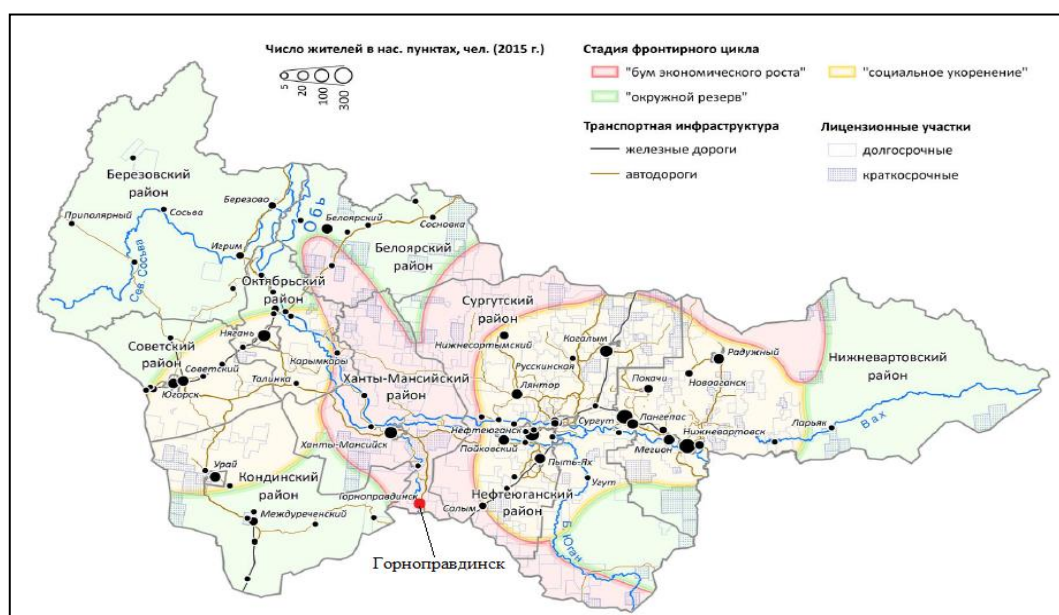 Число жителей в нас. пунктах, чел. (2015 г.)
5
20
100
300
Стадия фронтирного цикла
"бум экономического роста"
"социальное укоренение"
"окружной резерв"
Транспортная инфраструктура
железные дороги
автодороги
Лицензионные участки
долгосрочные
краткосрочные
Березовский
район
Приполярный
Сосьва
Березово
Обь
Белоярский
Сосновка
Игрим
Сев. Сосьва
Белоярский
район
Октябрьский
район
Сургутский
район
Нижнесортымский
Когалым
Русскинская
Радужный
Нижневартовский
район
Советский
район
Нягань
Советский
Карымкары
Югорск
Талинка
Ханты-Мансийский
район
Лянтор
Покачи
Новоаганск
Лангепас
Ларьяк
Вах
Ханты-Мансийск
Нефтеюганск
Сургут
Нижневартовск
Мегион
Пойковский
Пыть-Ях
Угут
Урай
Кондинский
район
Горноправдинск
Междуреченский
Салым
Нефтеюганский
район
Б. Юган
Горноправдинск